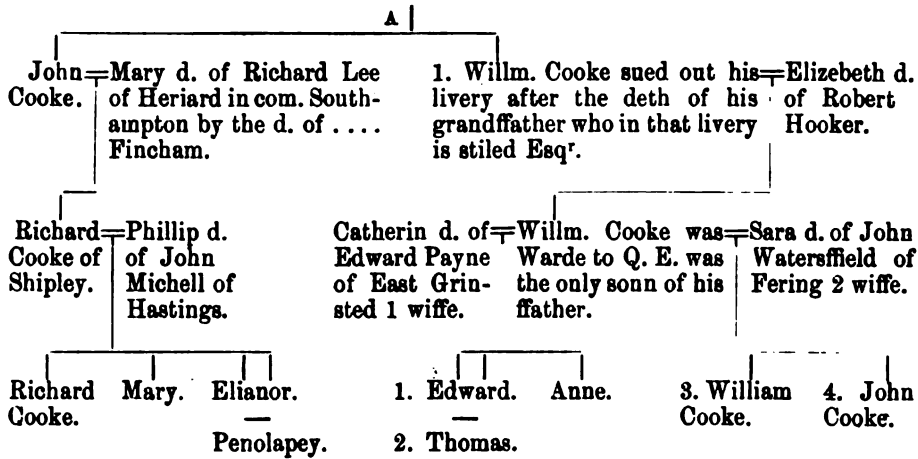 A
John
Cooke.
Mary d. of Richard Lee
of Heriard in com. South-
ampton by the d. of ....
Fincham.
1. Willm. Cooke sued out his
livery after the deth of his
grandffather who in that livery
is stiled Esqr.
Elizebeth d.
of Robert
Hooker.
Richard
Cooke of
Shipley.
Phillip d.
of John
Michell of
Hastings.
Catherin d. of
Edward Payne
of East Grin-
sted 1 wiffe.
Willm. Cooke was
Warde to Q. E. was
the only sonn of his
ffather.
Sara d. of John
Watersffield of
Fering 2 wiffe.
Richard
Cooke.
Mary.
Elianor.
Penolapey.
1. Edward.
2. Thomas.
Anne.
3. William
Cooke.
4. John
Cooke.